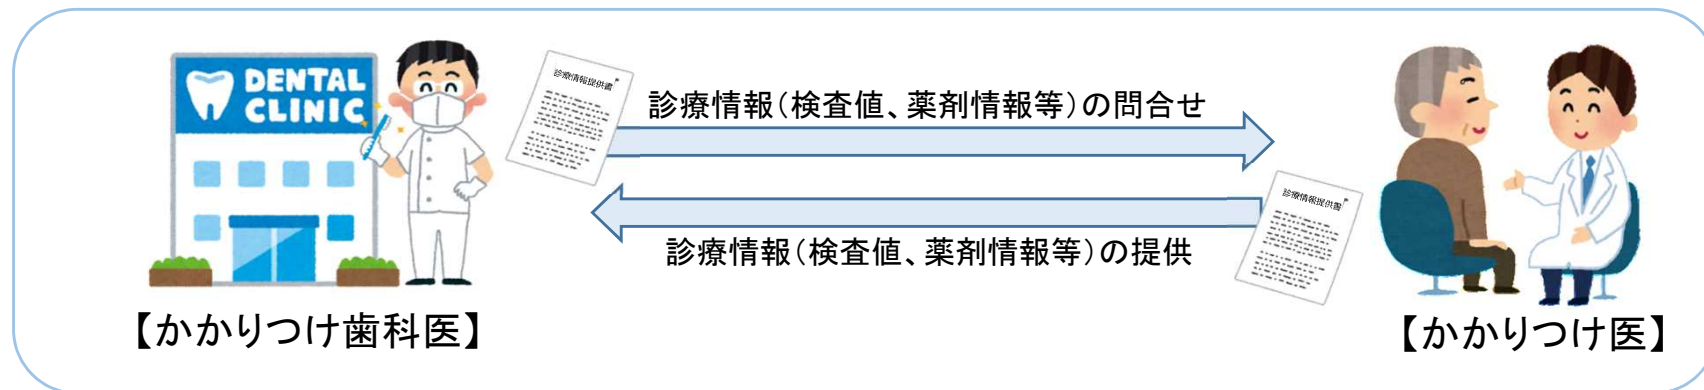 DENTAL
CLINIC
診療情報提供書
診療情報（検査値、薬剤情報等）の問合せ
診療情報提供書
診療情報（検査値、薬剤情報等）の提供
【かかりつけ歯科医】
【かかりつけ医】